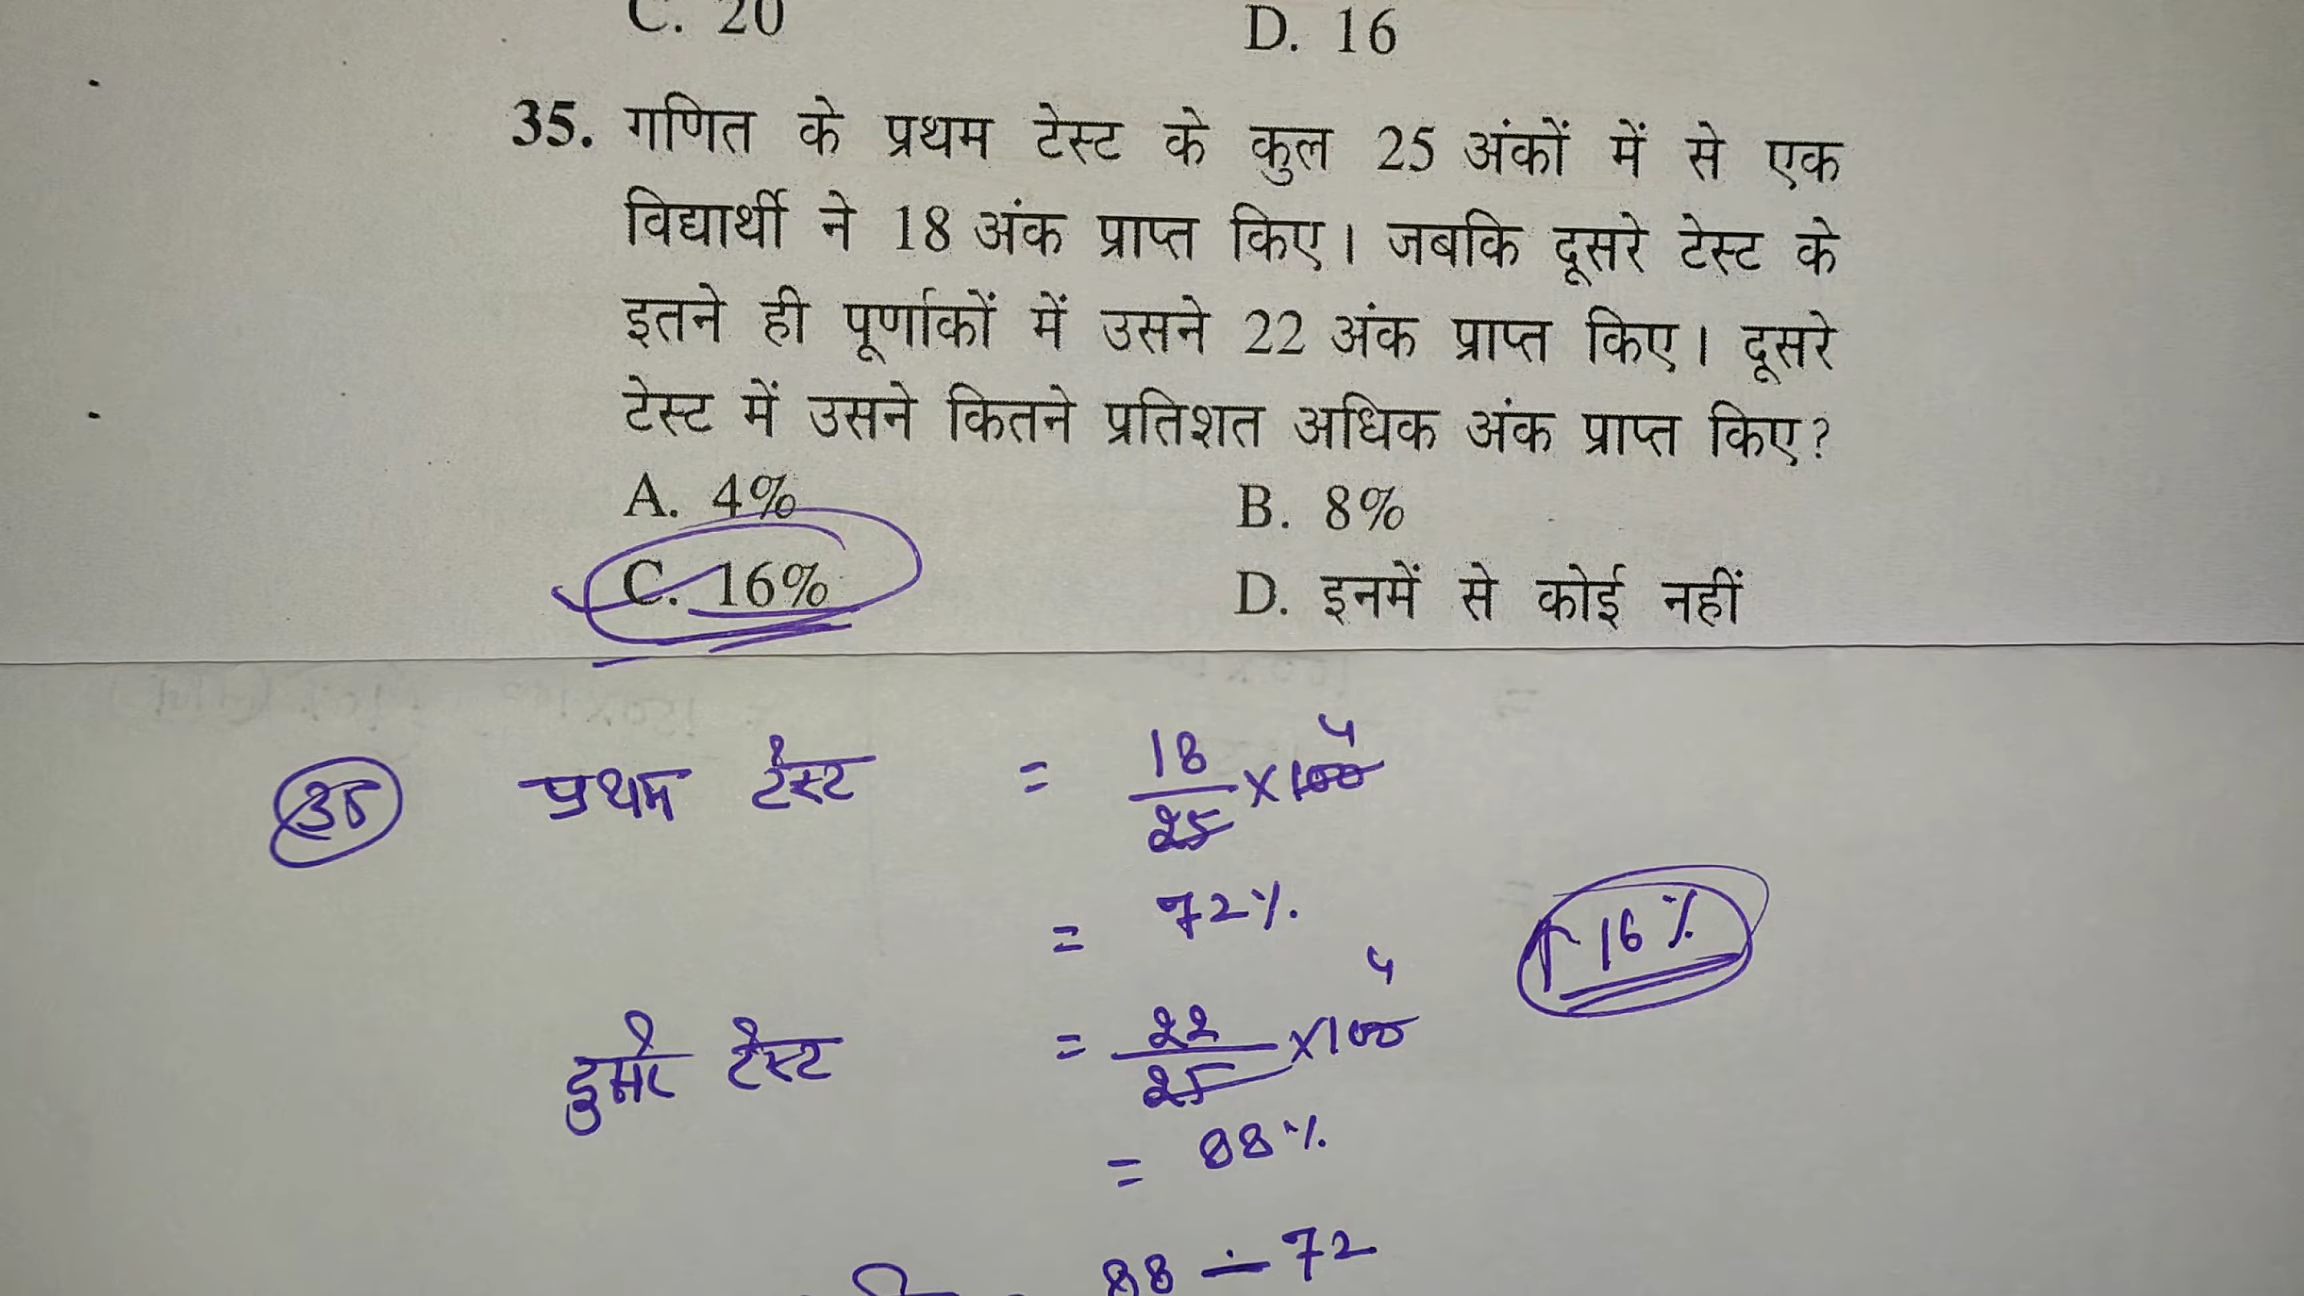 C. 20 D. 16
35. गणित के प्रथम टेस्ट के कुल 25 अंकों में से एक
विद्यार्थी ने 18 अंक प्राप्त किए। जबकि दूसरे टेस्ट के
इतने ही पूर्णाकों में उसने 22 अंक प्राप्त किए। दूसरे
टेस्ट में उसने कितने प्रतिशत अधिक अंक प्राप्त किए?
A. 4% B. 8%
C. 16% D. इनमें से कोई नहीं
35 प्रथम टेस्ट = 18/25 × 100 4
= 72%
16%
दुसरे टेस्ट = 22/25 × 100 4
= 88%
88 - 72